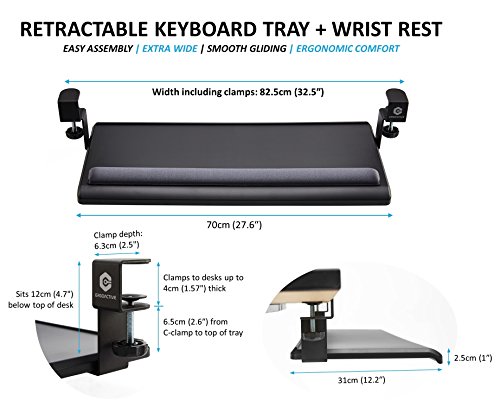 RETRACTABLE KEYBOARD TRAY + WRIST REST
EASY ASSEMBLY | EXTRA WIDE | SMOOTH GLIDING | ERGONOMIC COMFORT
Width including clamps: 82.5cm (32.5")
70cm (27.6")
Clamp depth:
6.3cm (2.5")
Sits 12cm (4.7")
below top of desk
ERGOACTIVE
Clamps to desks up to
4cm (1.57") thick
6.5cm (2.6") from
C-clamp to top of tray
2.5cm (1")
31cm (12.2")